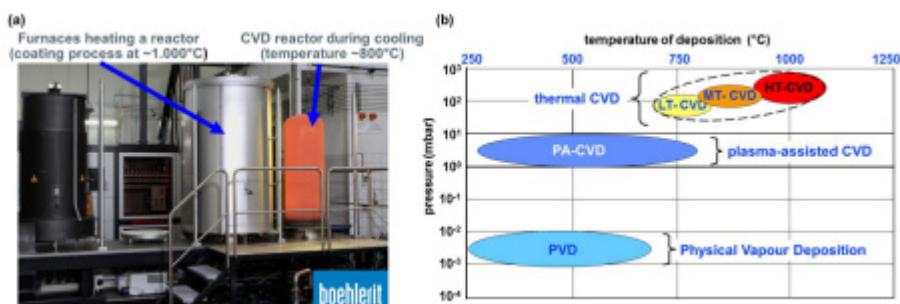 (a)
Furnaces heating a reactor
(coating process at ~1.000°C)
CVD reactor during cooling
(temperature ~800°C)
boehlerit
(b)
temperature of deposition (°C)
250 500 750 1000 1250
pressure (mbar)
10³
10²
10¹
10⁰
10⁻¹
10⁻²
10⁻³
10⁻⁴
thermal CVD
LT- CVD
MT- CVD
HT-CVD
PA-CVD
plasma-assisted CVD
PVD
Physical Vapour Deposition